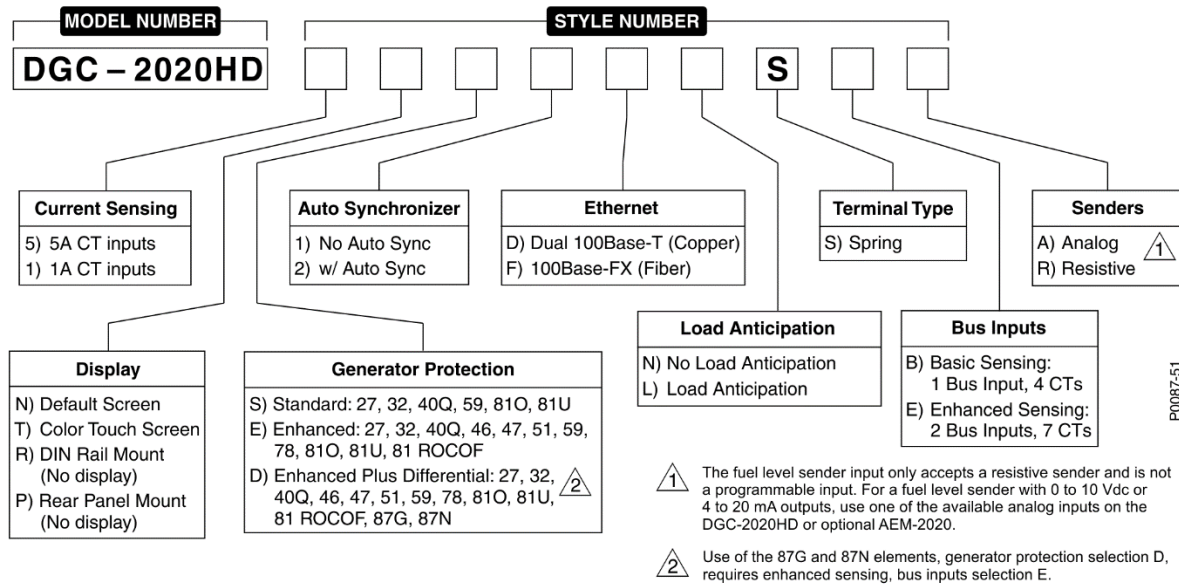 MODEL NUMBER
STYLE NUMBER
DGC – 2020HD
S
Current Sensing
5) 5A CT inputs
1) 1A CT inputs
Auto Synchronizer
1) No Auto Sync
2) w/ Auto Sync
Ethernet
D) Dual 100Base-T (Copper)
F) 100Base-FX (Fiber)
Terminal Type
S) Spring
Senders
A) Analog
R) Resistive
1
Display
N) Default Screen
T) Color Touch Screen
R) DIN Rail Mount
(No display)
P) Rear Panel Mount
(No display)
Generator Protection
S) Standard: 27, 32, 40Q, 59, 81O, 81U
E) Enhanced: 27, 32, 40Q, 46, 47, 51, 59,
78, 81O, 81U, 81 ROCOF
D) Enhanced Plus Differential: 27, 32,
40Q, 46, 47, 51, 59, 78, 81O, 81U,
81 ROCOF, 87G, 87N
2
Load Anticipation
N) No Load Anticipation
L) Load Anticipation
Bus Inputs
B) Basic Sensing:
1 Bus Input, 4 CTs
E) Enhanced Sensing:
2 Bus Inputs, 7 CTs
P0087-51
1
The fuel level sender input only accepts a resistive sender and is not
a programmable input. For a fuel level sender with 0 to 10 Vdc or
4 to 20 mA outputs, use one of the available analog inputs on the
DGC-2020HD or optional AEM-2020.
2
Use of the 87G and 87N elements, generator protection selection D,
requires enhanced sensing, bus inputs selection E.